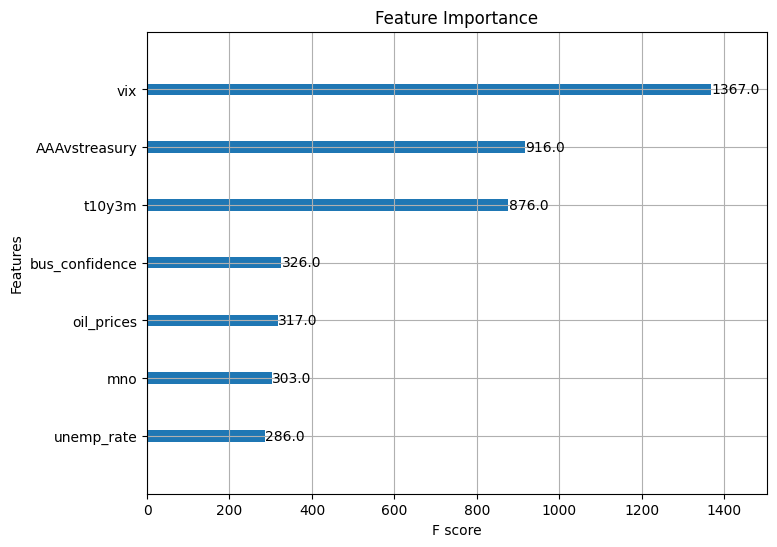 Feature Importance
vix
1367.0
AAAvstreasury
916.0
t10y3m
876.0
bus_confidence
326.0
oil_prices
317.0
mno
303.0
unemp_rate
286.0
Features
0 200 400 600 800 1000 1200 1400
F score